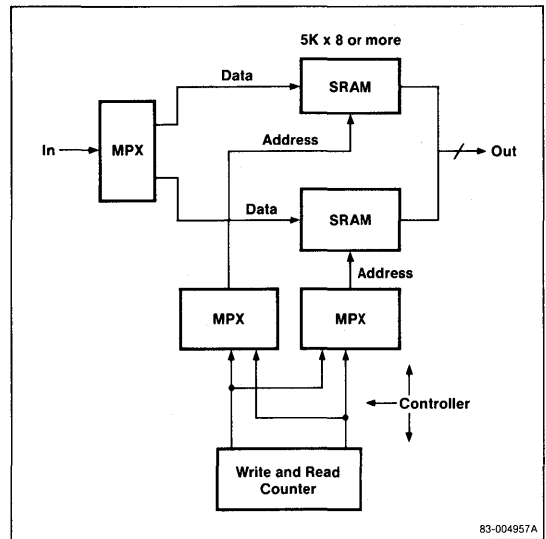 5K x 8 or more
Data
SRAM
In
MPX
Address
Out
Data
SRAM
Address
MPX
MPX
Controller
Write and Read
Counter
83-004957A